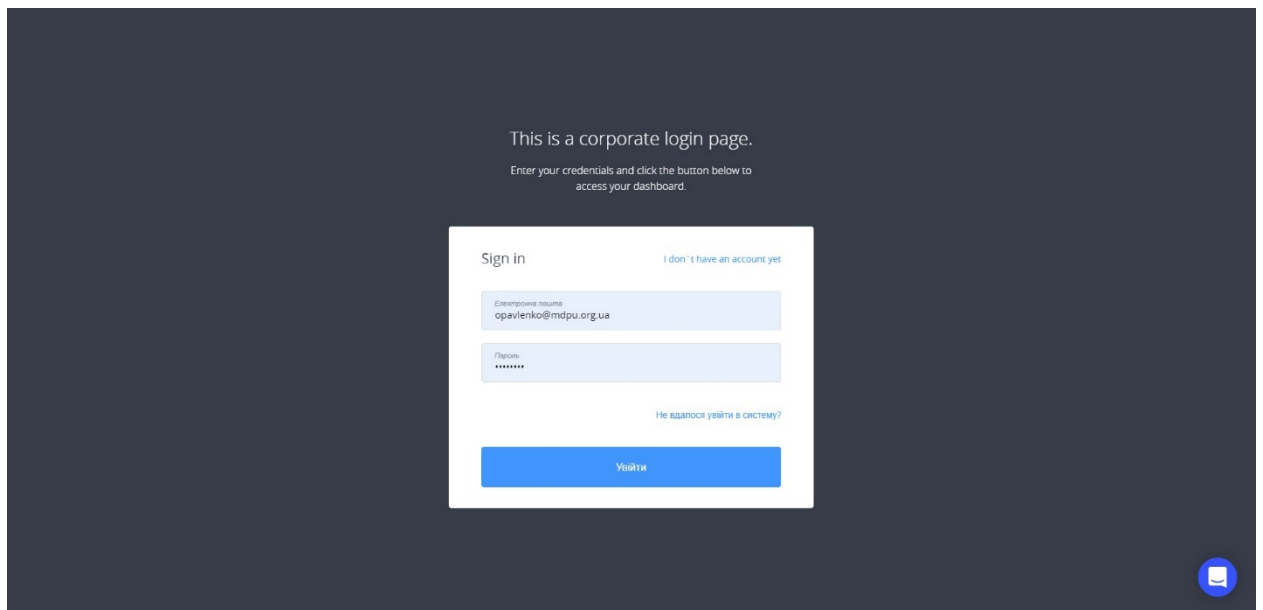 This is a corporate login page.
Enter your credentials and click the button below to
access your dashboard.
Sign in
I don`t have an account yet
Електронна пошта
opavlenko@mdpu.org.ua
Пароль
••••••••
Не вдалося увійти в систему?
Увійти